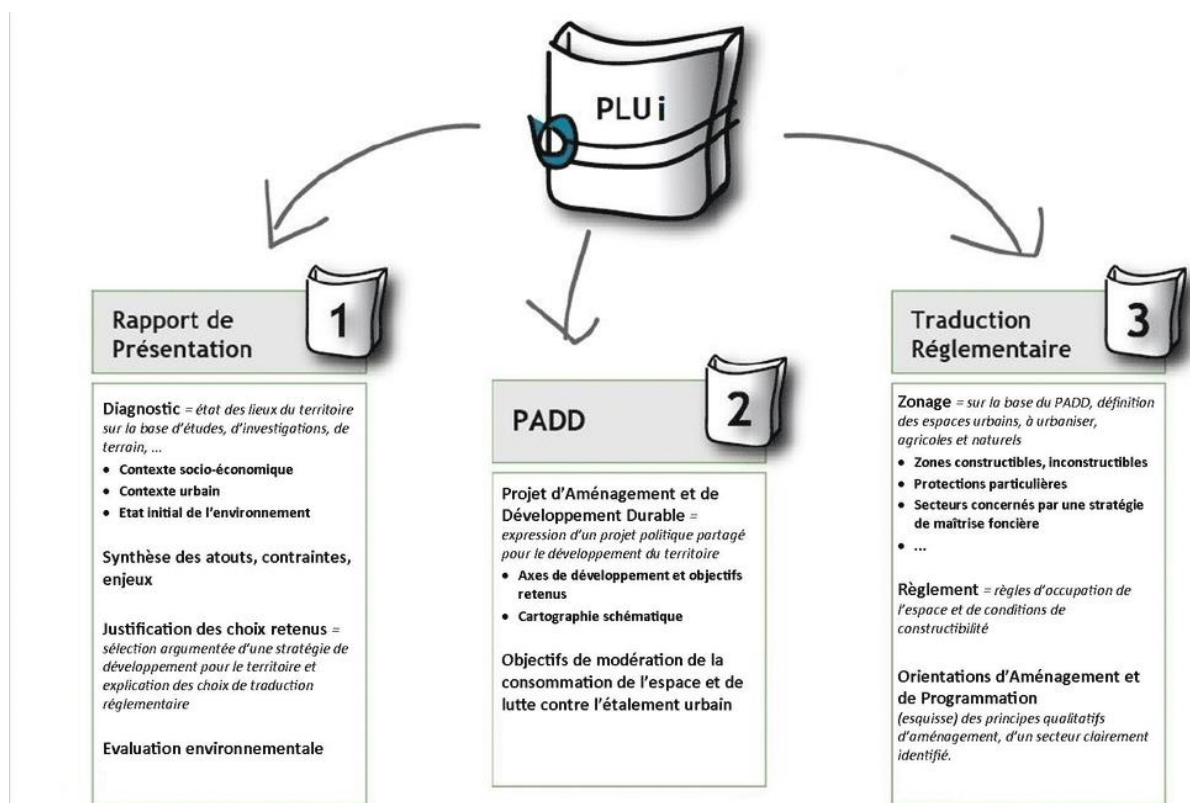 PLUi
1
Rapport de
Présentation
Diagnostic = état des lieux du territoire
sur la base d'études, d'investigations, de
terrain, ...
• Contexte socio-économique
• Contexte urbain
• Etat initial de l'environnement
Synthèse des atouts, contraintes,
enjeux
Justification des choix retenus =
sélection argumentée d'une stratégie de
développement pour le territoire et
explication des choix de traduction
réglementaire
Evaluation environnementale
2
PADD
Projet d'Aménagement et de
Développement Durable =
expression d'un projet politique partagé
pour le développement du territoire
• Axes de développement et objectifs
retenus
• Cartographie schématique
Objectifs de modération de la
consommation de l'espace et de
lutte contre l'étalement urbain
3
Traduction
Réglementaire
Zonage = sur la base du PADD, définition
des espaces urbains, à urbaniser,
agricoles et naturels
• Zones constructibles, inconstructibles
• Protections particulières
• Secteurs concernés par une stratégie
de maîtrise foncière
• ...
Règlement = règles d'occupation de
l'espace et de conditions de
constructibilité
Orientations d'Aménagement et
de Programmation
(esquisse) des principes qualitatifs
d'aménagement, d'un secteur clairement
identifié.